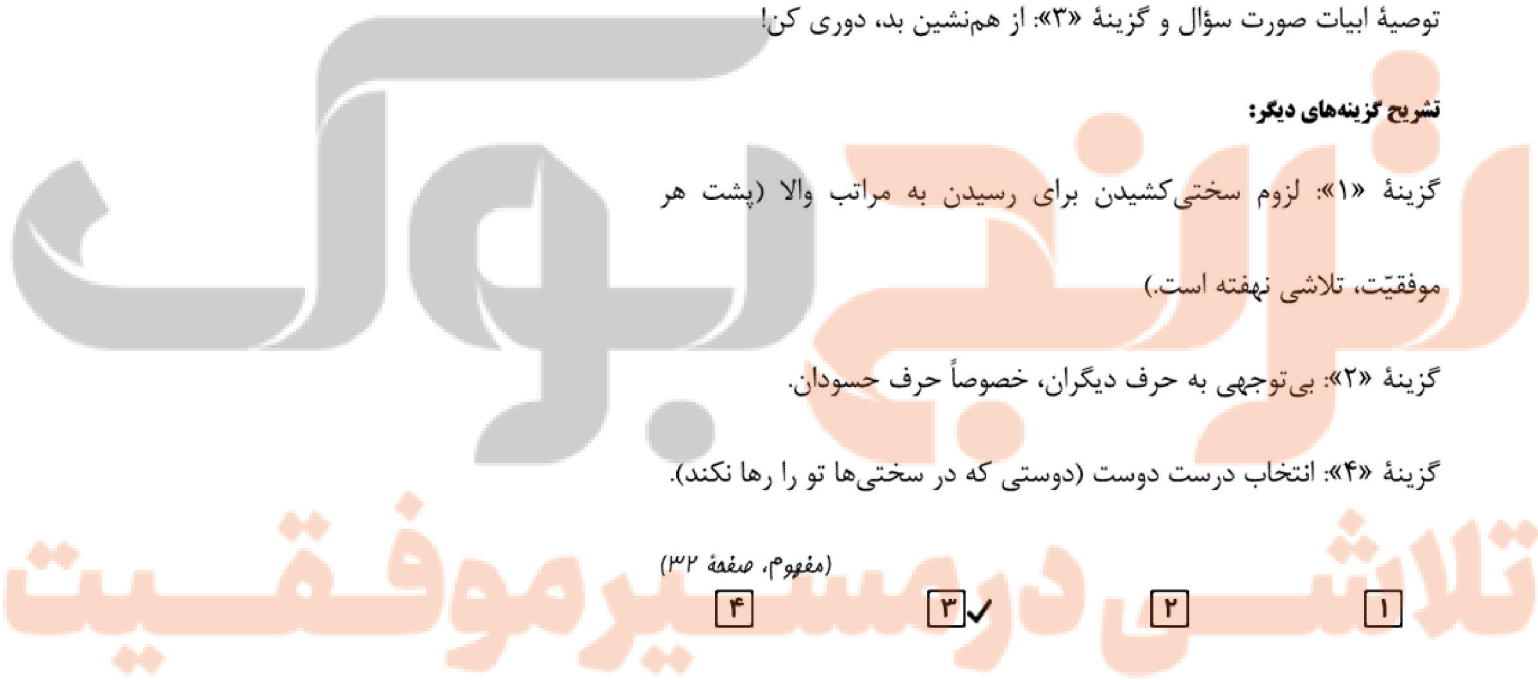 توصیهٔ ابیات صورت سؤال و گزینهٔ «۳»: از هم‌نشین بد، دوری کن!
تشریح گزینه‌های دیگر:
گزینهٔ «۱»: لزوم سختی‌کشیدن برای رسیدن به مراتب والا (پشت هر
موفقیّت، تلاشی نهفته است.)
گزینهٔ «۲»: بی‌توجهی به حرف دیگران، خصوصاً حرف حسودان.
گزینهٔ «۴»: انتخاب درست دوست (دوستی که در سختی‌ها تو را رها نکند).
(مفهوم، صفحهٔ ۳۲)
۱ ۲ ۳ ۴
ترنج بوک
تلاشی در مسیر موفقیت